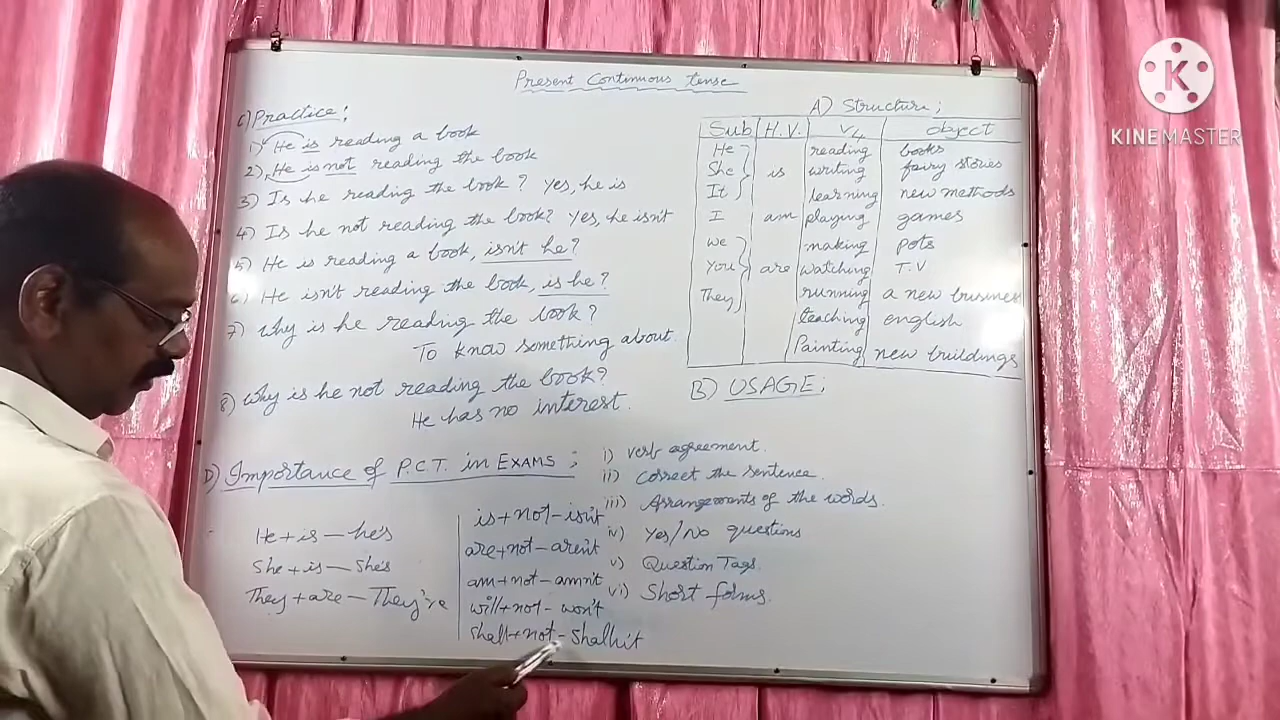 Present Continuous tense
C) Practice:
1) He is reading a book
2) He is not reading the book
3) Is he reading the book? Yes, he is
4) Is he not reading the book? Yes, he isn't
5) He is reading a book, isn't he?
6) He isn't reading the book, is he?
7) Why is he reading the book?
To know something about.
8) Why is he not reading the book?
He has no interest.
A) Structure;
Sub H.V. V4 object
He reading books
She is writing fairy stories
It learning new methods
I am playing games
We making pots
You are watching T.V
They running a new business
teaching english
Painting new buildings
B) USAGE;
i) verb agreement.
ii) correct the sentence.
iii) Arrangements of the words.
iv) Yes/No questions
v) Question Tags.
vi) Short forms.
D) Importance of P.C.T. in EXAMS;
He + is – he's
She + is – She's
They + are – They're
is + not – isn't
are + not – aren't
am + not – amn't
will + not – won't
shall + not –
KINEMASTER